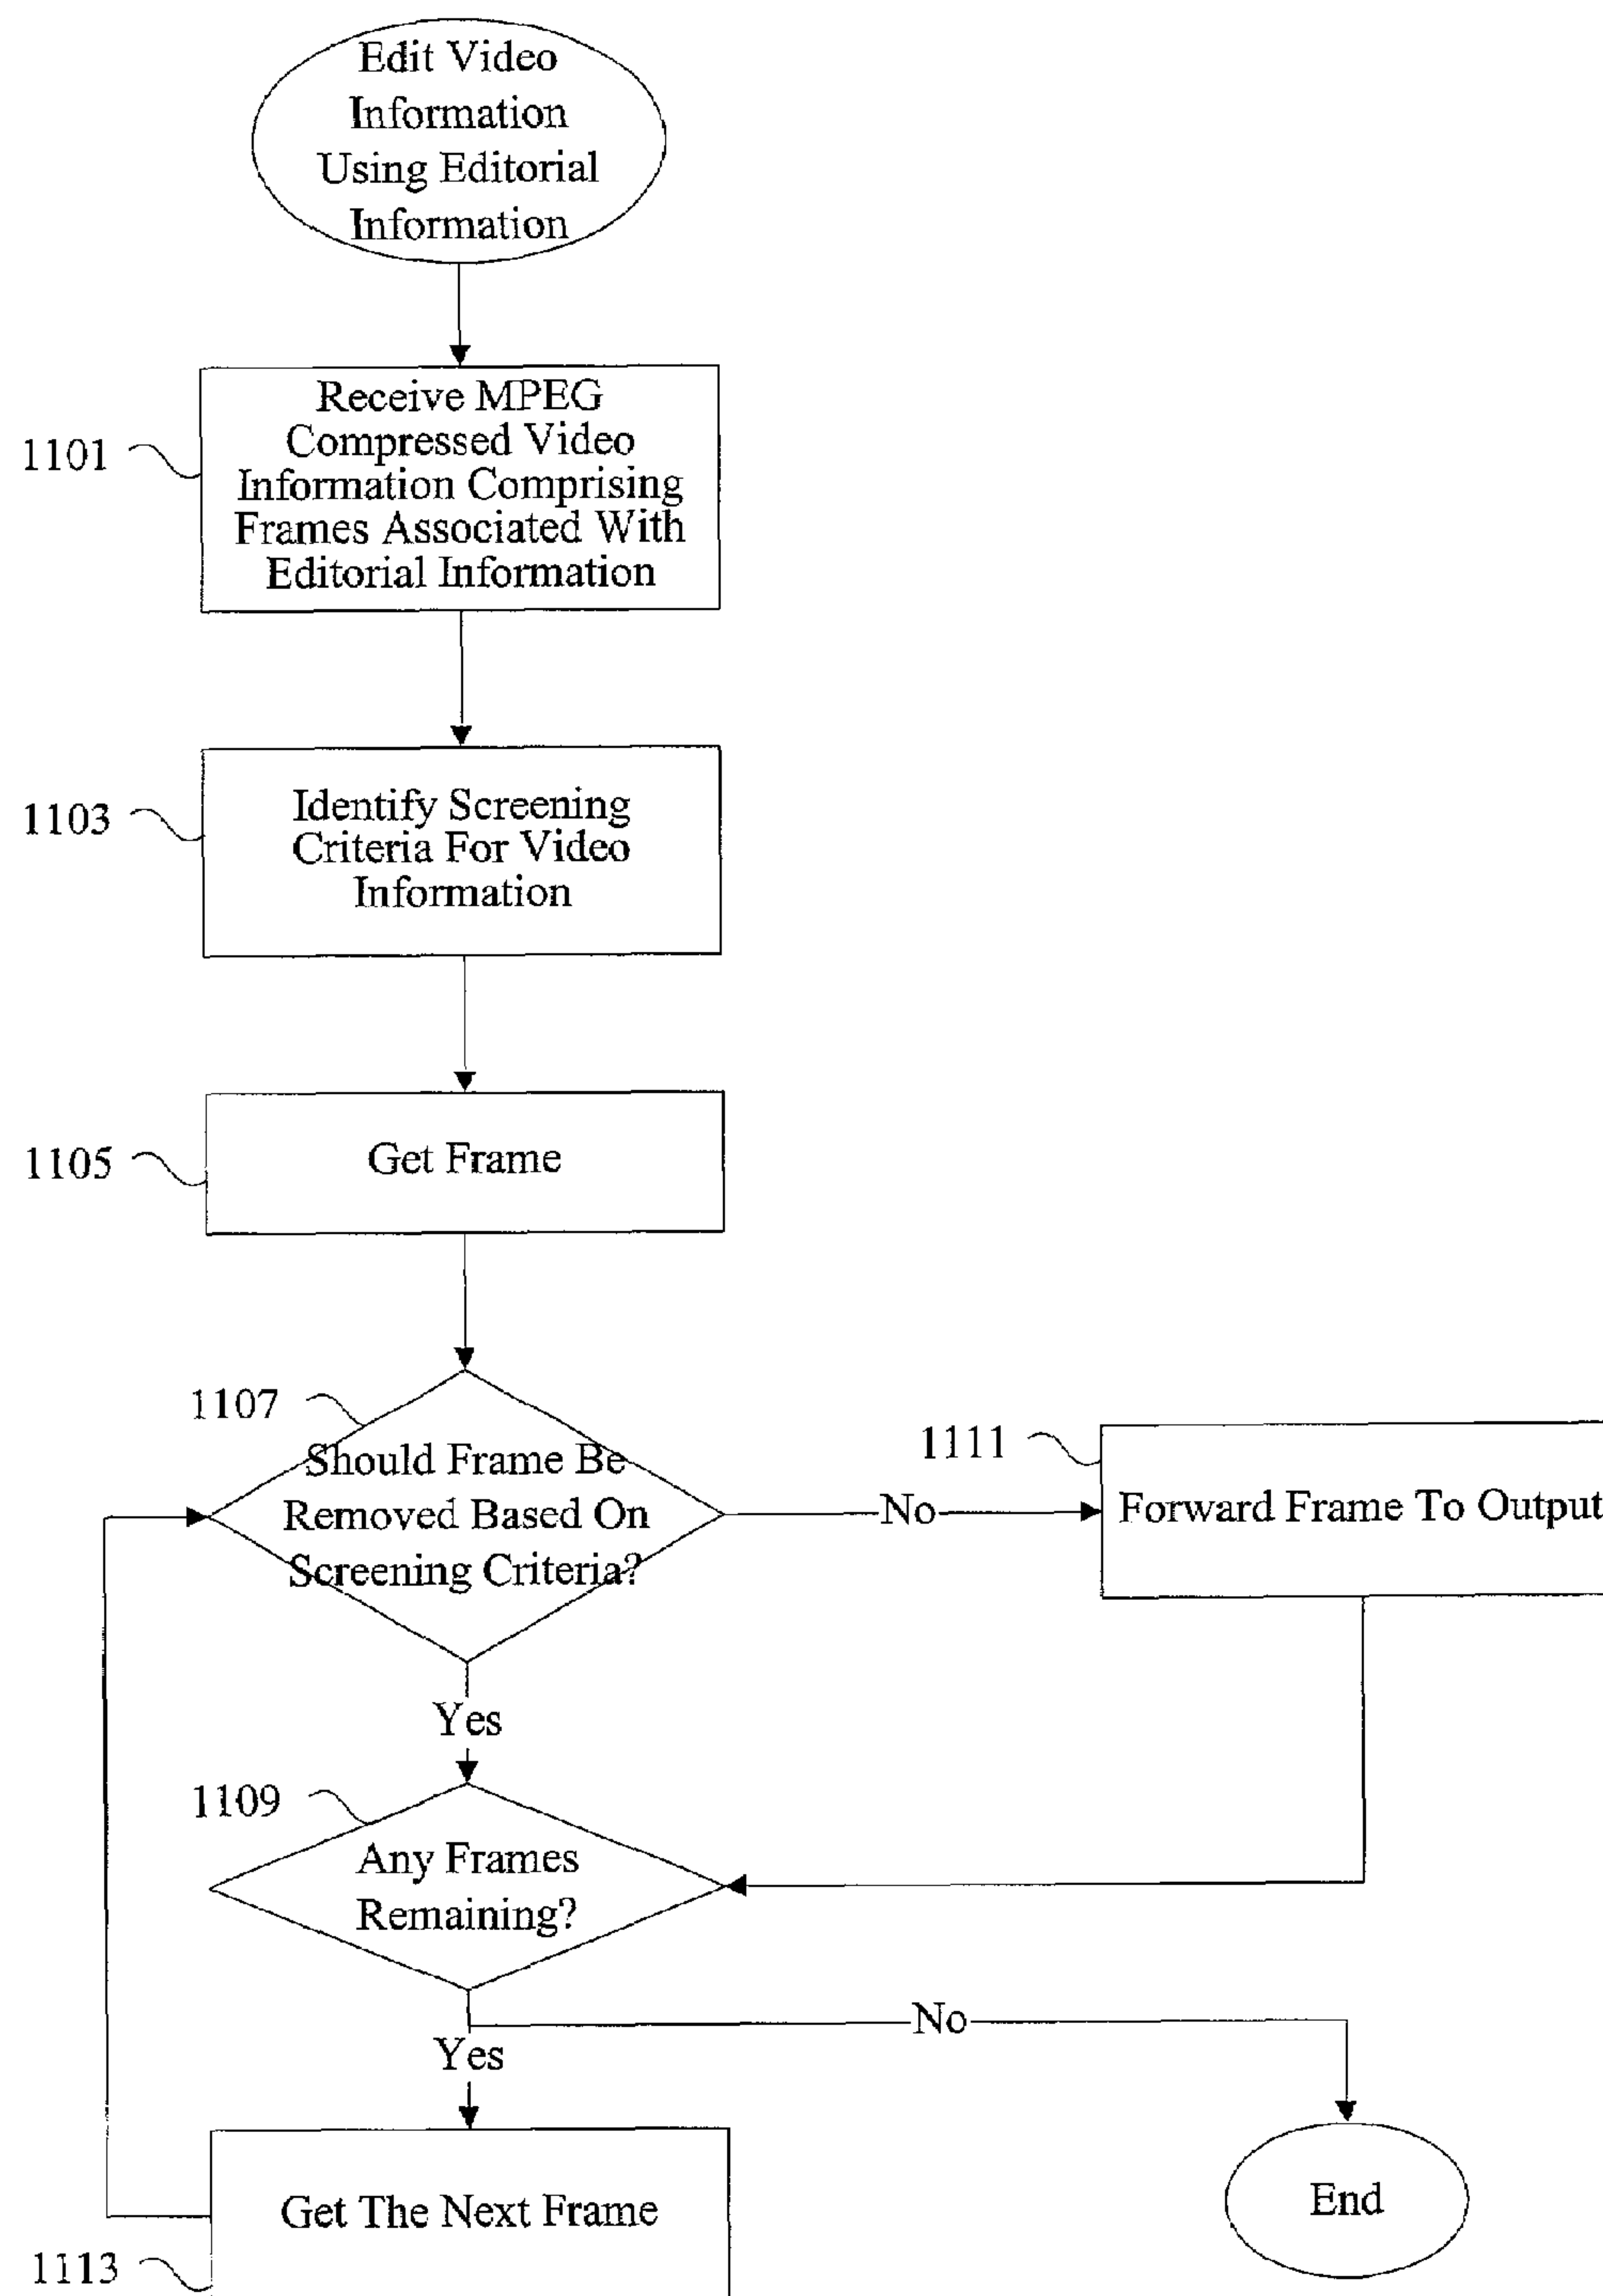 Edit Video
Information
Using Editorial
Information
1101
Receive MPEG
Compressed Video
Information Comprising
Frames Associated With
Editorial Information
1103
Identify Screening
Criteria For Video
Information
1105
Get Frame
1107
Should Frame Be
Removed Based On
Screening Criteria?
No
1111
Forward Frame To Output
Yes
1109
Any Frames
Remaining?
No
Yes
Get The Next Frame
1113
End